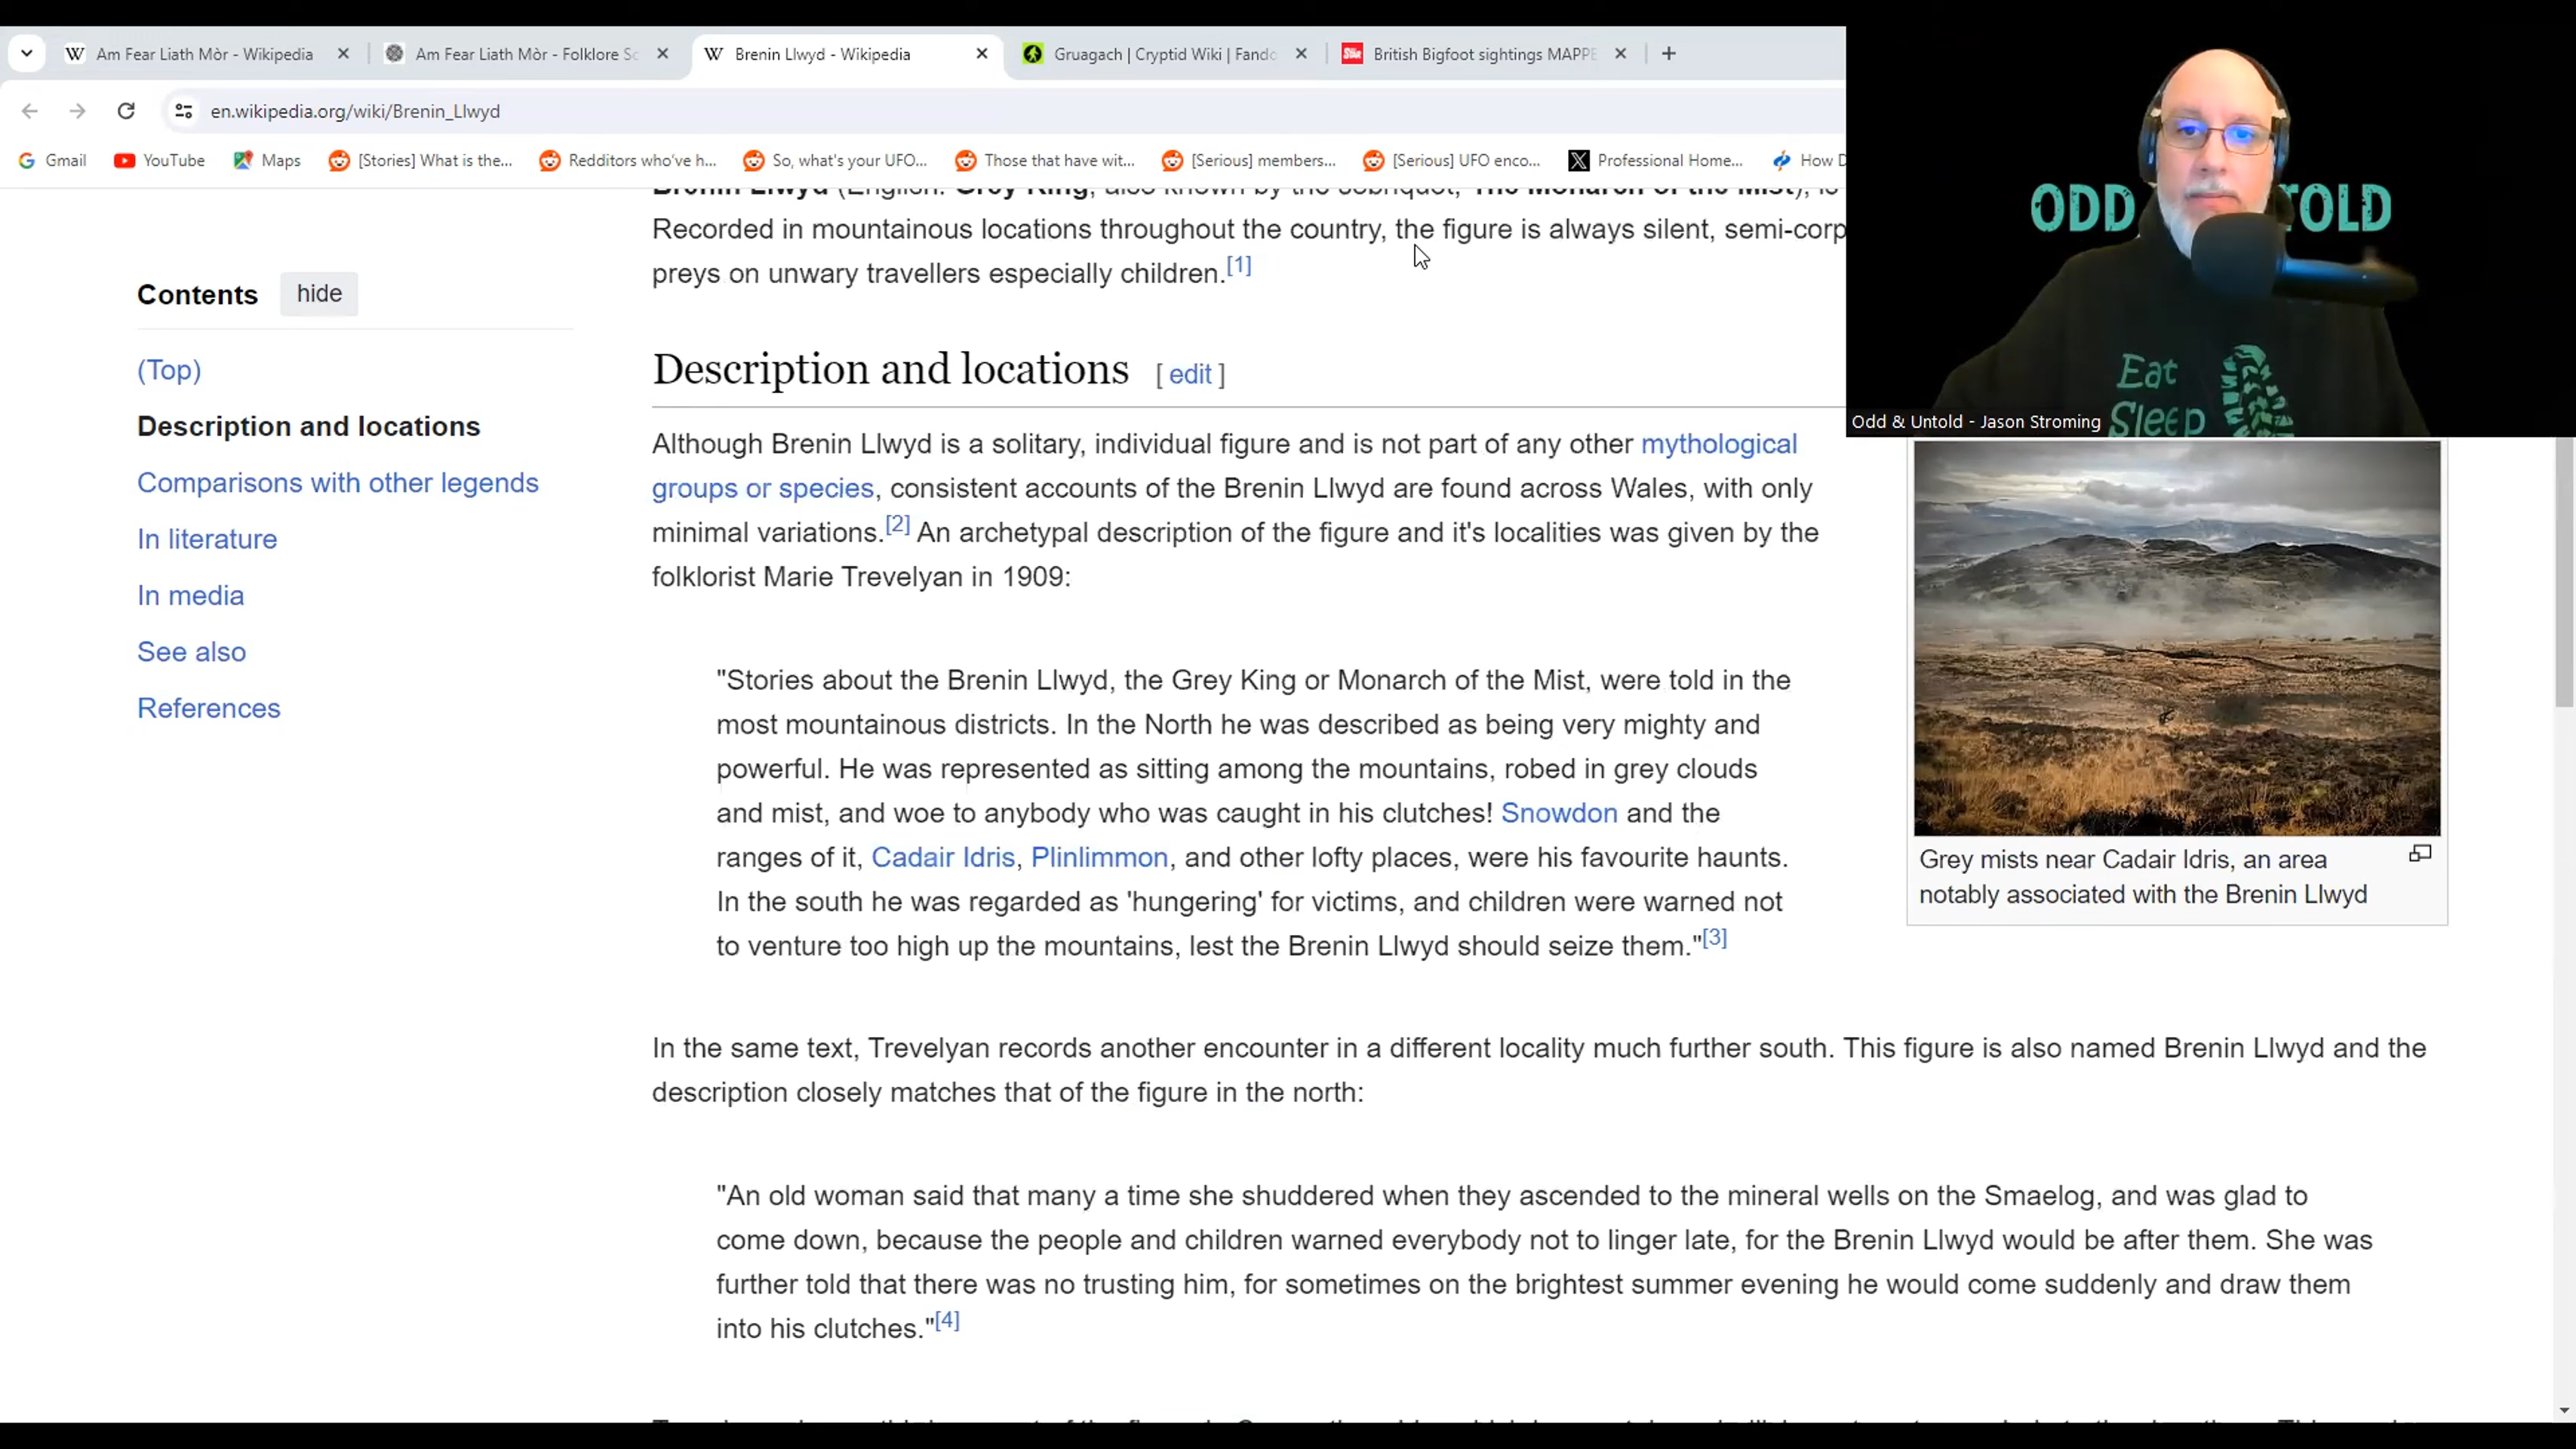 Am Fear Liath Mòr - Wikipedia
Am Fear Liath Mòr - Folklore Sc
Brenin Llwyd - Wikipedia
Gruagach | Cryptid Wiki | Fando
British Bigfoot sightings MAPPE
en.wikipedia.org/wiki/Brenin_Llwyd
Gmail
YouTube
Maps
[Stories] What is the...
Redditors who've h...
So, what's your UFO...
Those that have wit...
[Serious] members...
[Serious] UFO enco...
Professional Home...
How D
Brenin Llwyd (English: Grey King, also known by the sobriquet, The Monarch of the Mist), is
Recorded in mountainous locations throughout the country, the figure is always silent, semi-corp
preys on unwary travellers especially children.[1]
Contents
hide
(Top)
Description and locations
Comparisons with other legends
In literature
In media
See also
References
Description and locations [ edit ]
Although Brenin Llwyd is a solitary, individual figure and is not part of any other mythological
groups or species, consistent accounts of the Brenin Llwyd are found across Wales, with only
minimal variations.[2] An archetypal description of the figure and it's localities was given by the
folklorist Marie Trevelyan in 1909:
"Stories about the Brenin Llwyd, the Grey King or Monarch of the Mist, were told in the
most mountainous districts. In the North he was described as being very mighty and
powerful. He was represented as sitting among the mountains, robed in grey clouds
and mist, and woe to anybody who was caught in his clutches! Snowdon and the
ranges of it, Cadair Idris, Plinlimmon, and other lofty places, were his favourite haunts.
In the south he was regarded as 'hungering' for victims, and children were warned not
to venture too high up the mountains, lest the Brenin Llwyd should seize them."[3]
In the same text, Trevelyan records another encounter in a different locality much further south. This figure is also named Brenin Llwyd and the
description closely matches that of the figure in the north:
"An old woman said that many a time she shuddered when they ascended to the mineral wells on the Smaelog, and was glad to
come down, because the people and children warned everybody not to linger late, for the Brenin Llwyd would be after them. She was
further told that there was no trusting him, for sometimes on the brightest summer evening he would come suddenly and draw them
into his clutches."[4]
ODD TOLD
Eat
Sleep
Odd & Untold - Jason Stroming
Grey mists near Cadair Idris, an area
notably associated with the Brenin Llwyd